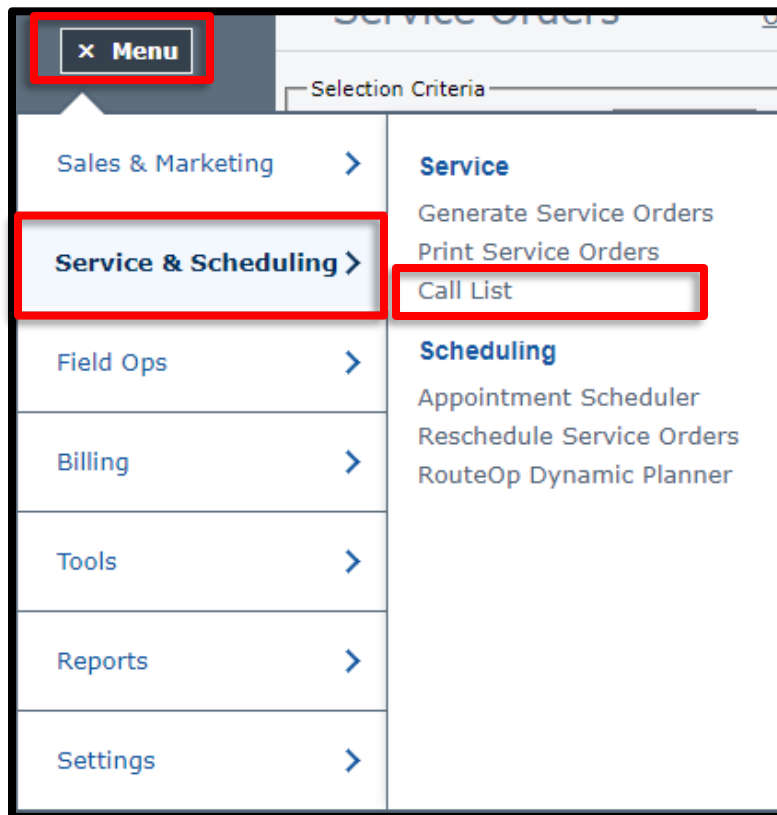 Service Orders
× Menu
Selection Criteria
Sales & Marketing
Service & Scheduling
Field Ops
Billing
Tools
Reports
Settings
Service
Generate Service Orders
Print Service Orders
Call List
Scheduling
Appointment Scheduler
Reschedule Service Orders
RouteOp Dynamic Planner